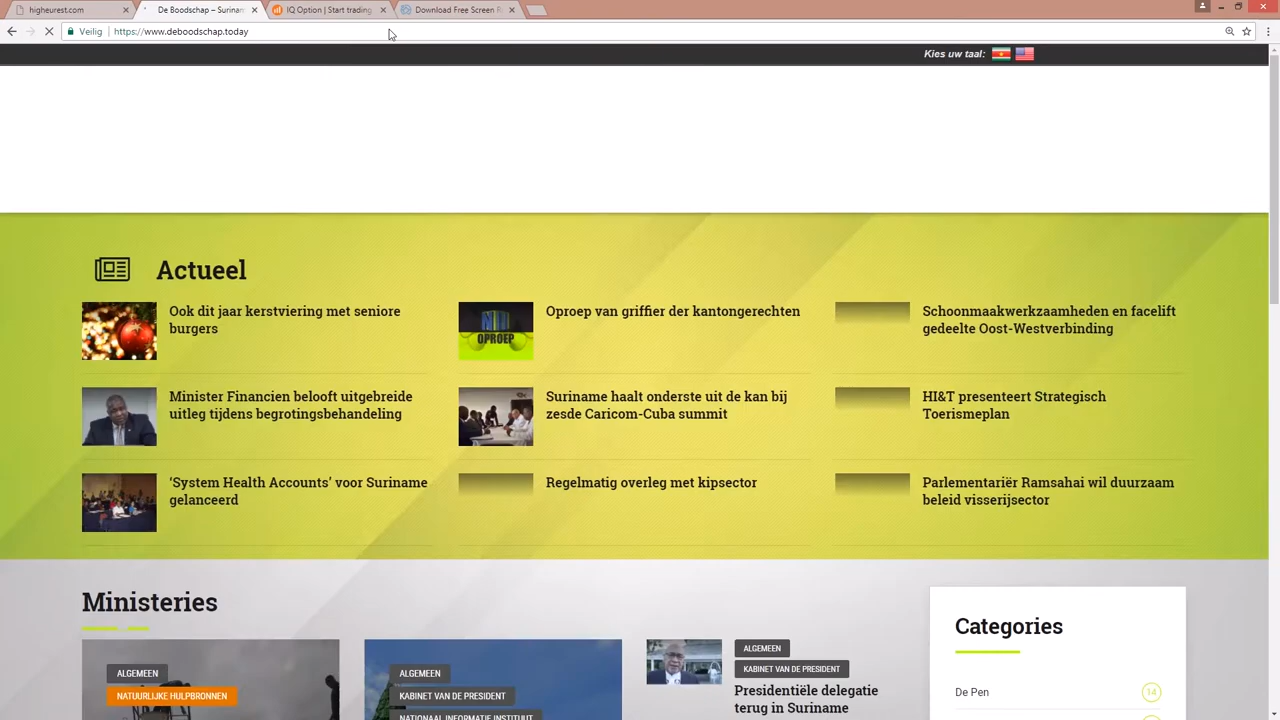 higheurest.com
De Boodschap – Surinam
IQ Option | Start trading
Download Free Screen R
Veilig
https://www.deboodschap.today
Kies uw taal:
Actueel
Ook dit jaar kerstviering met seniore
burgers
OPROEP
Oproep van griffier der kantongerechten
Schoonmaakwerkzaamheden en facelift
gedeelte Oost-Westverbinding
Minister Financien belooft uitgebreide
uitleg tijdens begrotingsbehandeling
Suriname haalt onderste uit de kan bij
zesde Caricom-Cuba summit
HI&T presenteert Strategisch
Toerismeplan
‘System Health Accounts’ voor Suriname
gelanceerd
Regelmatig overleg met kipsector
Parlementariër Ramsahai wil duurzaam
beleid visserijsector
Ministeries
ALGEMEEN
NATUURLIJKE HULPBRONNEN
ALGEMEEN
KABINET VAN DE PRESIDENT
NATIONAAL INFORMATIE INSTITUUT
ALGEMEEN
KABINET VAN DE PRESIDENT
Presidentiële delegatie
terug in Suriname
Categories
De Pen
14